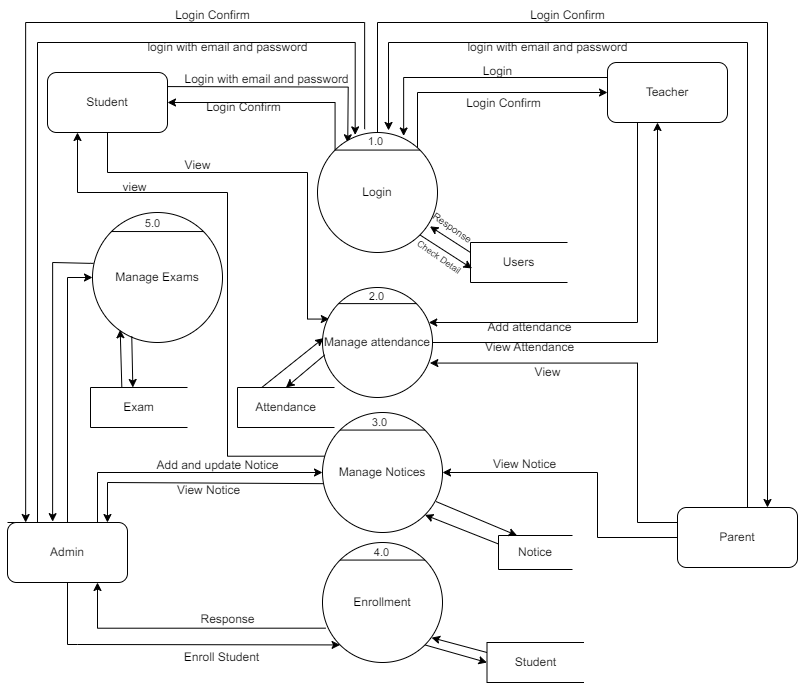 Login Confirm
Login Confirm
login with email and password
login with email and password
Login with email and password
Login
Student
Login Confirm
Login Confirm
Teacher
1.0
Login
View
view
5.0
Manage Exams
Response
Check Detail
Users
2.0
Manage attendance
Add attendance
View Attendance
View
Exam
Attendance
3.0
Manage Notices
Add and update Notice
View Notice
View Notice
Admin
Notice
Parent
4.0
Enrollment
Response
Enroll Student
Student